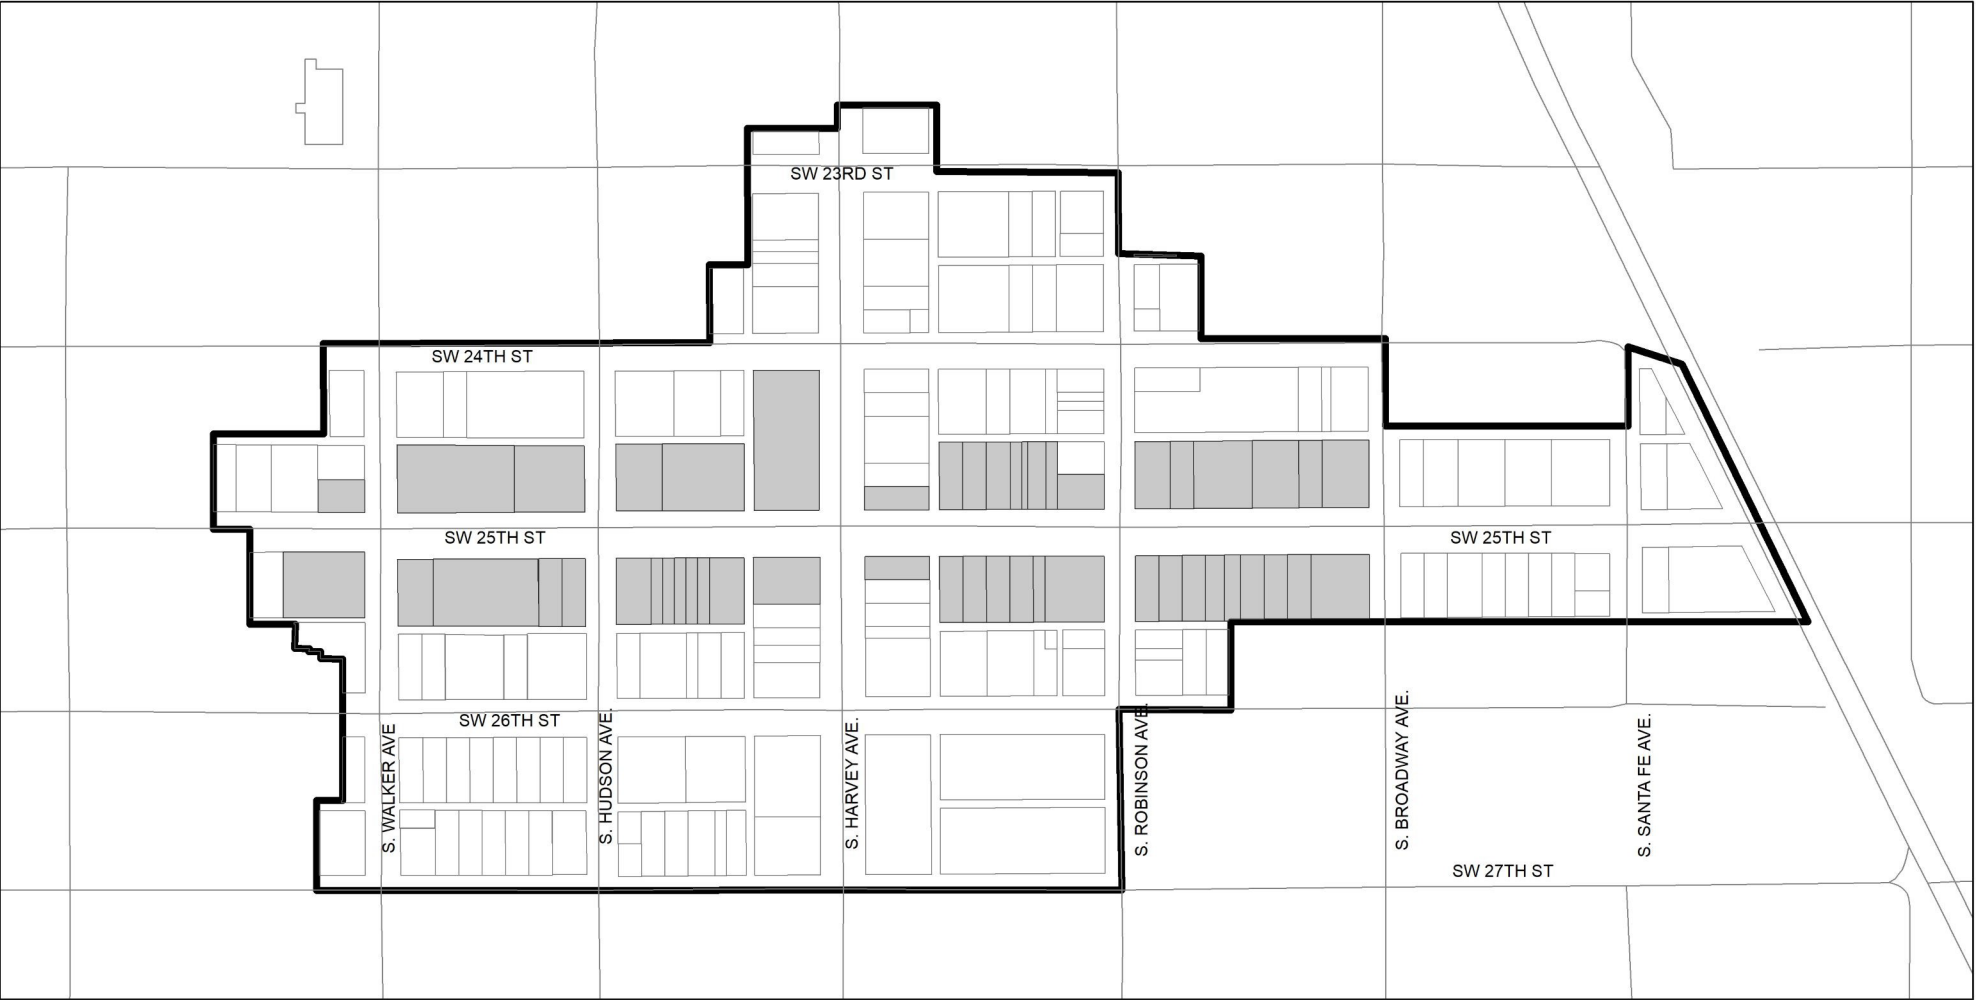 SW 23RD ST
SW 24TH ST
SW 25TH ST
SW 25TH ST
SW 26TH ST
S. WALKER AVE
S. HUDSON AVE.
S. HARVEY AVE.
S. ROBINSON AVE.
S. BROADWAY AVE.
S. SANTA FE AVE.
SW 27TH ST